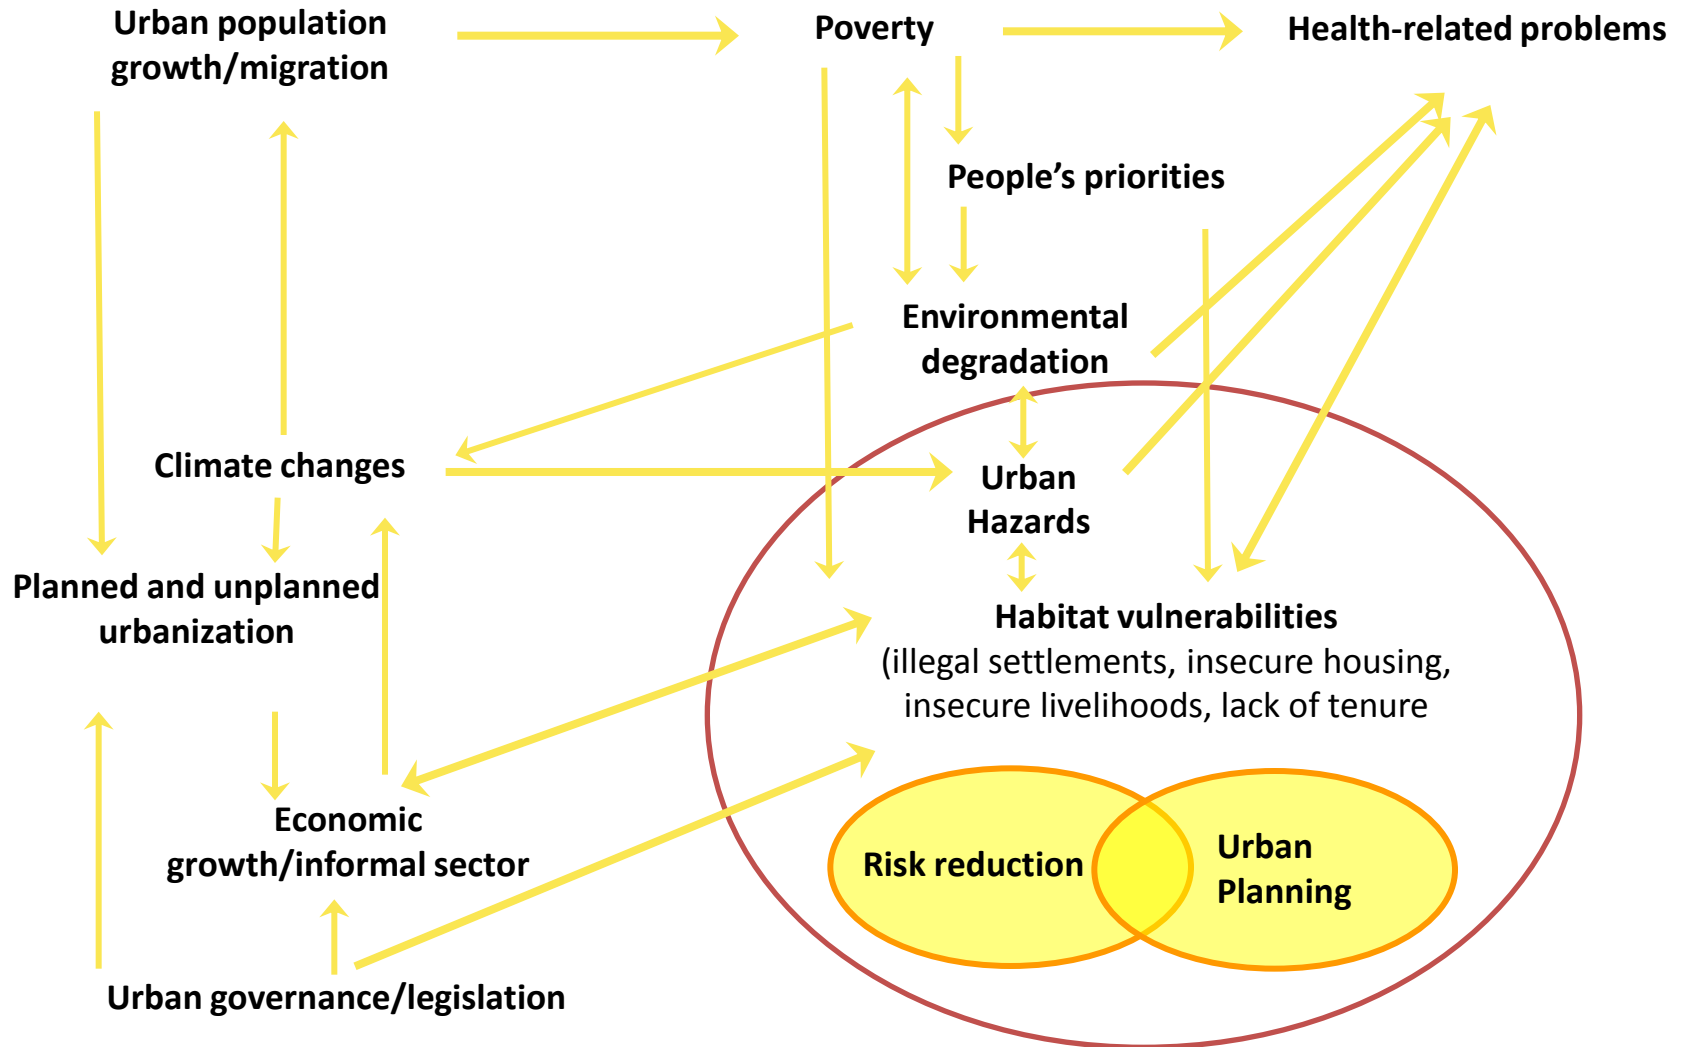 Urban population
growth/migration
Poverty
Health-related problems
People’s priorities
Environmental
degradation
Climate changes
Urban
Hazards
Planned and unplanned
urbanization
Habitat vulnerabilities
(illegal settlements, insecure housing,
insecure livelihoods, lack of tenure
Economic
growth/informal sector
Risk reduction
Urban
Planning
Urban governance/legislation